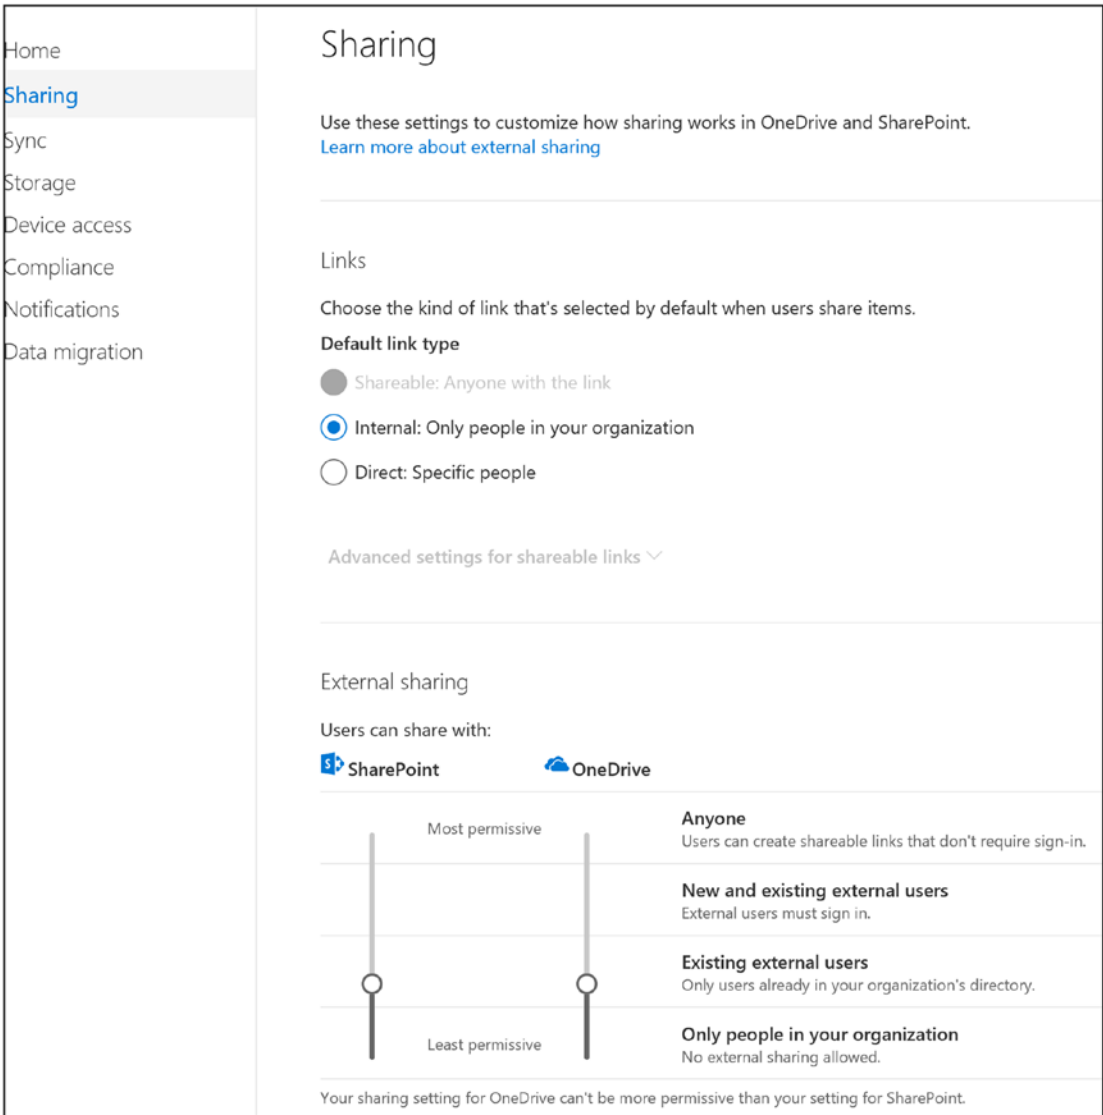 Home
Sharing
Sync
Storage
Device access
Compliance
Notifications
Data migration
Sharing
Use these settings to customize how sharing works in OneDrive and SharePoint.
Learn more about external sharing
Links
Choose the kind of link that's selected by default when users share items.
Default link type
Shareable: Anyone with the link
Internal: Only people in your organization
Direct: Specific people
Advanced settings for shareable links
External sharing
Users can share with:
SharePoint OneDrive
Most permissive
Anyone
Users can create shareable links that don't require sign-in.
New and existing external users
External users must sign in.
Existing external users
Only users already in your organization's directory.
Least permissive
Only people in your organization
No external sharing allowed.
Your sharing setting for OneDrive can't be more permissive than your setting for SharePoint.